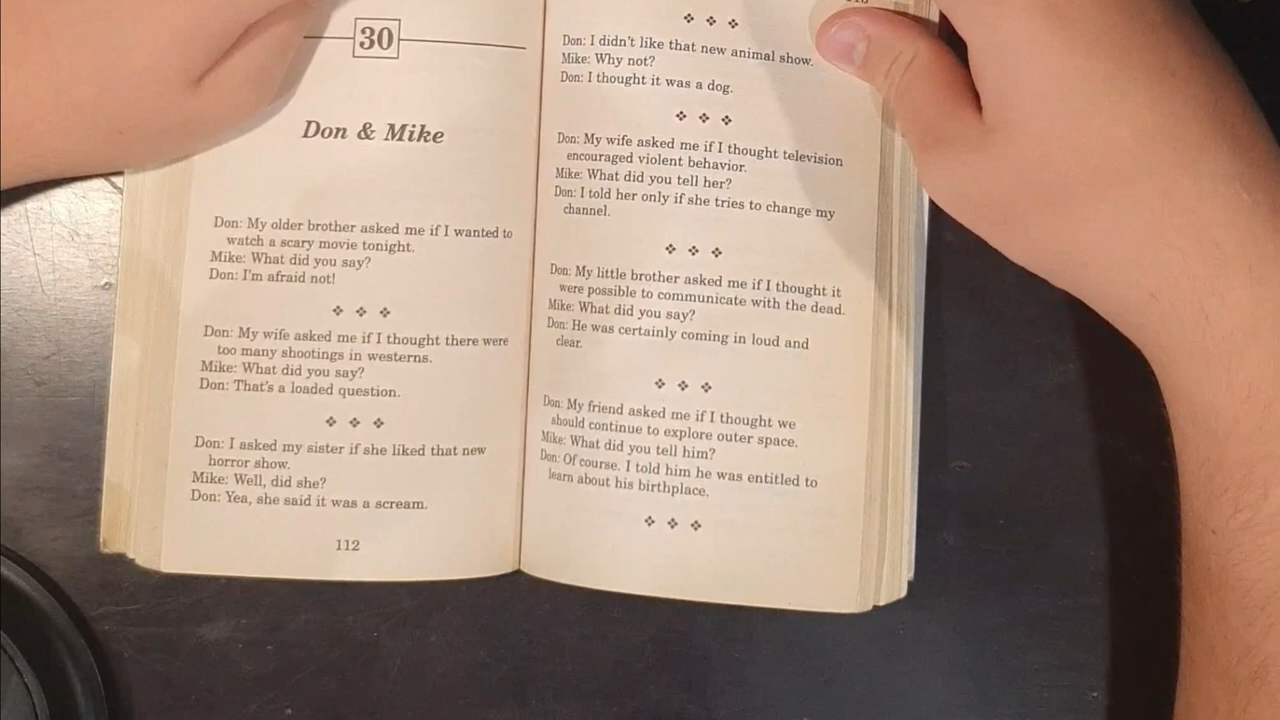 30
Don & Mike
Don: My older brother asked me if I wanted to
watch a scary movie tonight.
Mike: What did you say?
Don: I'm afraid not!
❖ ❖ ❖
Don: My wife asked me if I thought there were
too many shootings in westerns.
Mike: What did you say?
Don: That's a loaded question.
❖ ❖ ❖
Don: I asked my sister if she liked that new
horror show.
Mike: Well, did she?
Don: Yea, she said it was a scream.
112
❖ ❖ ❖
Don: I didn't like that new animal show.
Mike: Why not?
Don: I thought it was a dog.
❖ ❖ ❖
Don: My wife asked me if I thought television
encouraged violent behavior.
Mike: What did you tell her?
Don: I told her only if she tries to change my
channel.
❖ ❖ ❖
Don: My little brother asked me if I thought it
were possible to communicate with the dead.
Mike: What did you say?
Don: He was certainly coming in loud and
clear.
❖ ❖ ❖
Don: My friend asked me if I thought we
should continue to explore outer space.
Mike: What did you tell him?
Don: Of course. I told him he was entitled to
learn about his birthplace.
❖ ❖ ❖